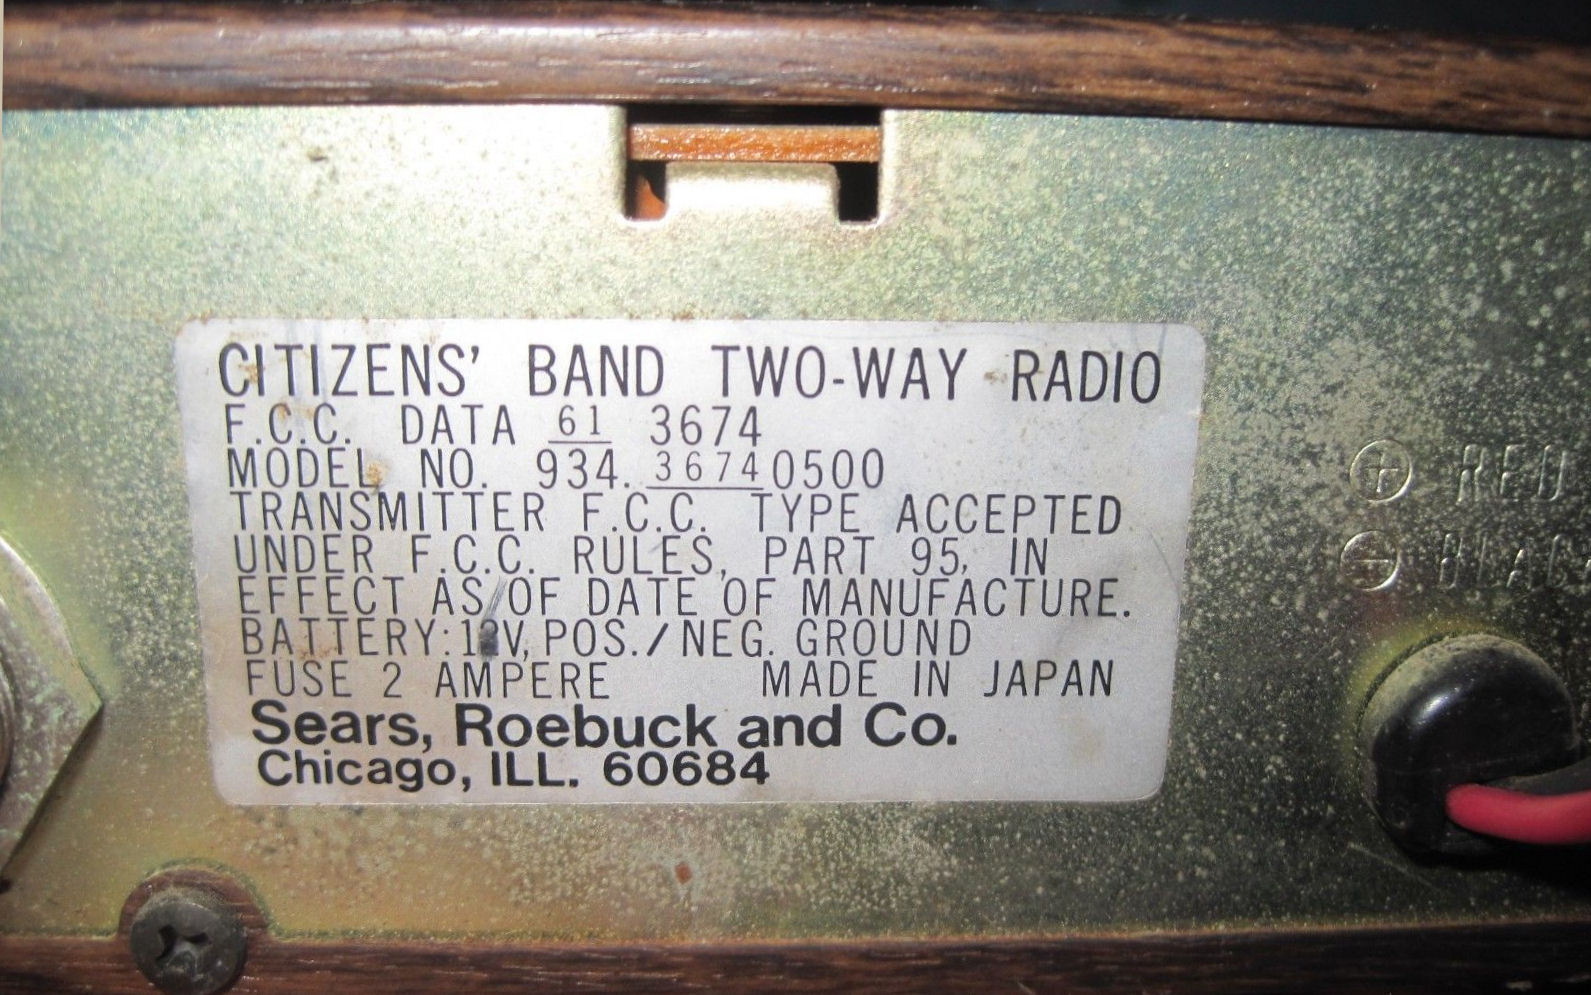 CITIZENS' BAND TWO-WAY RADIO
F.C.C. DATA 61 3674
MODEL NO. 934.36740500
TRANSMITTER F.C.C. TYPE ACCEPTED
UNDER F.C.C. RULES, PART 95, IN
EFFECT AS OF DATE OF MANUFACTURE.
BATTERY: V, POS./NEG. GROUND
FUSE 2 AMPERE MADE IN JAPAN
Sears, Roebuck and Co.
Chicago, ILL. 60684
⊕ RED
⊖